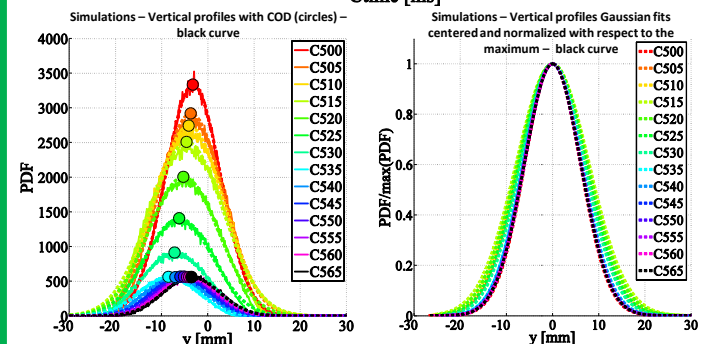 Simulations – Vertical profiles with COD (circles) –
black curve
4000
3500
3000
2500
2000
1500
1000
500
0
PDF
-30 -20 -10 0 10 20 30
y [mm]
C500
C505
C510
C515
C520
C525
C530
C535
C540
C545
C550
C555
C560
C565
Simulations – Vertical profiles Gaussian fits
centered and normalized with respect to the
maximum – black curve
1
0.8
0.6
0.4
0.2
0
PDF/max(PDF)
-30 -20 -10 0 10 20 30
y [mm]
C500
C505
C510
C515
C520
C525
C530
C535
C540
C545
C550
C555
C560
C565